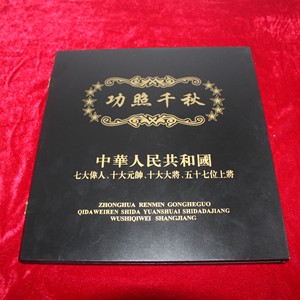 功照千秋
中華人民共和國
七大偉人、十大元帥、十大大將、五十七位上將
ZHONGHUA RENMIN GONGHEGUO
QIDAWEIREN SHIDA YUANSHUAI SHIDADAJIANG
WUSHIQIWEI SHANGJIANG